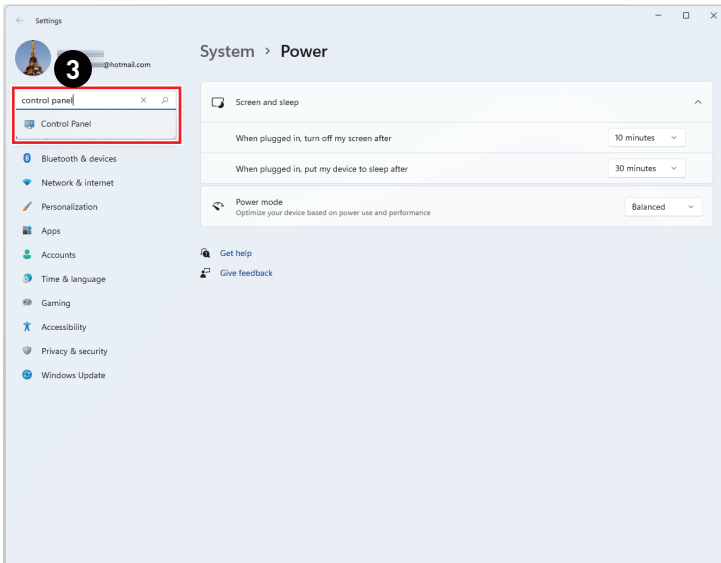 Settings
3
@hotmail.com
control panel
Control Panel
Bluetooth & devices
Network & internet
Personalization
Apps
Accounts
Time & language
Gaming
Accessibility
Privacy & security
Windows Update
System > Power
Screen and sleep
When plugged in, turn off my screen after 10 minutes
When plugged in, put my device to sleep after 30 minutes
Power mode
Optimize your device based on power use and performance
Balanced
Get help
Give feedback